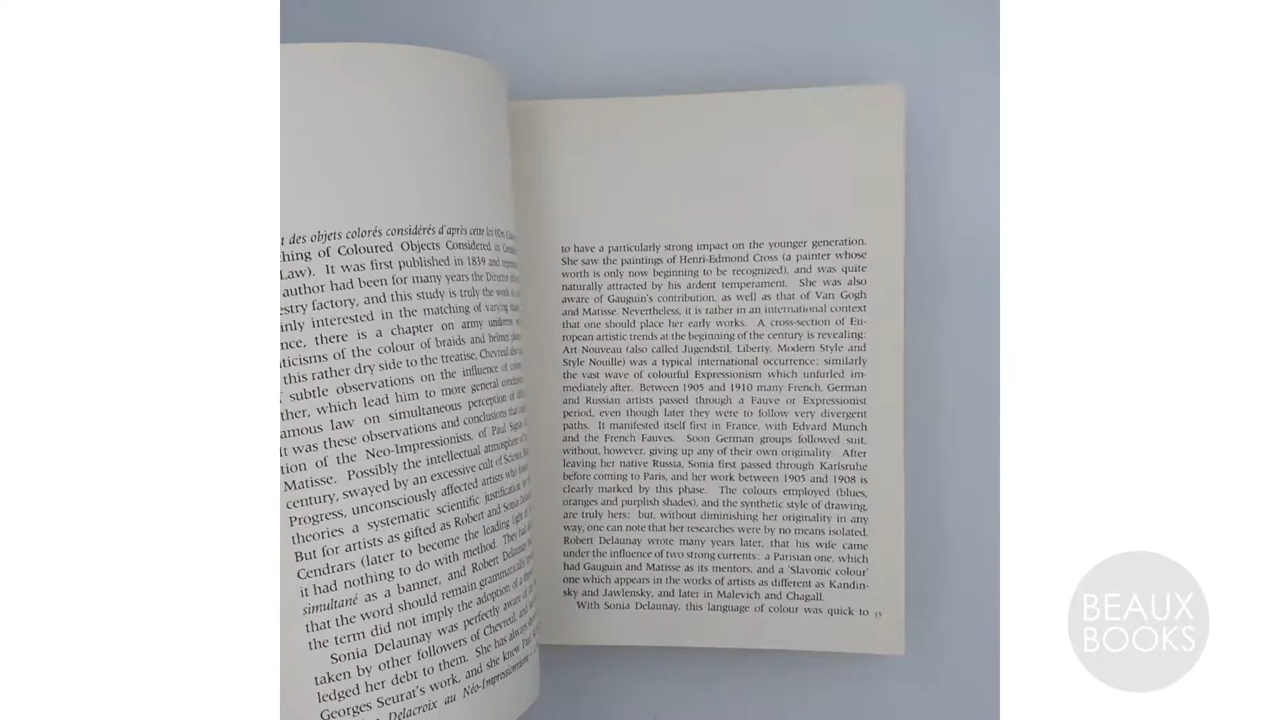 t des objets colorés considérés d'après cette loi (On
ching of Coloured Objects Considered in
Law). It was first published in 1839 and
author had been for many years the Director
estry factory, and this study is truly the work
inly interested in the matching of varying
nce, there is a chapter on army uniforms
iticisms of the colour of braids and helmet
this rather dry side to the treatise, Chevreul also
f subtle observations on the influence of
ther, which lead him to more general
amous law on simultaneous perception of
It was these observations and conclusions that
tion of the Neo-Impressionists, of Paul
Matisse. Possibly the intellectual atmosphere of
century, swayed by an excessive cult of Science,
Progress, unconsciously affected artists who
theories a systematic scientific justification
But for artists as gifted as Robert and Sonia
Cendrars (later to become the leading light
it had nothing to do with method. They had
simultané as a banner, and Robert Delaunay
that the word should remain grammatically
the term did not imply the adoption of a
Sonia Delaunay was perfectly aware of the
taken by other followers of Chevreul, and
ledged her debt to them. She has always
Georges Seurat's work, and she knew Paul
Delacroix au Néo-Impressionnisme
to have a particularly strong impact on the younger generation.
She saw the paintings of Henri-Edmond Cross (a painter whose
worth is only now beginning to be recognized), and was quite
naturally attracted by his ardent temperament. She was also
aware of Gauguin's contribution, as well as that of Van Gogh
and Matisse. Nevertheless, it is rather in an international context
that one should place her early works. A cross-section of Eu-
ropean artistic trends at the beginning of the century is revealing:
Art Nouveau (also called Jugendstil, Liberty, Modern Style and
Style Nouille) was a typical international occurrence; similarly
the vast wave of colourful Expressionism which unfurled im-
mediately after. Between 1905 and 1910 many French, German
and Russian artists passed through a Fauve or Expressionist
period, even though later they were to follow very divergent
paths. It manifested itself first in France, with Edvard Munch
and the French Fauves. Soon German groups followed suit,
without, however, giving up any of their own originality. After
leaving her native Russia, Sonia first passed through Karlsruhe
before coming to Paris, and her work between 1905 and 1908 is
clearly marked by this phase. The colours employed (blues,
oranges and purplish shades), and the synthetic style of drawing,
are truly hers; but, without diminishing her originality in any
way, one can note that her researches were by no means isolated.
Robert Delaunay wrote many years later, that his wife came
under the influence of two strong currents: a Parisian one, which
had Gauguin and Matisse as its mentors, and a 'Slavonic colour'
one which appears in the works of artists as different as Kandin-
sky and Jawlensky, and later in Malevich and Chagall.
With Sonia Delaunay, this language of colour was quick to
BEAUX
BOOKS